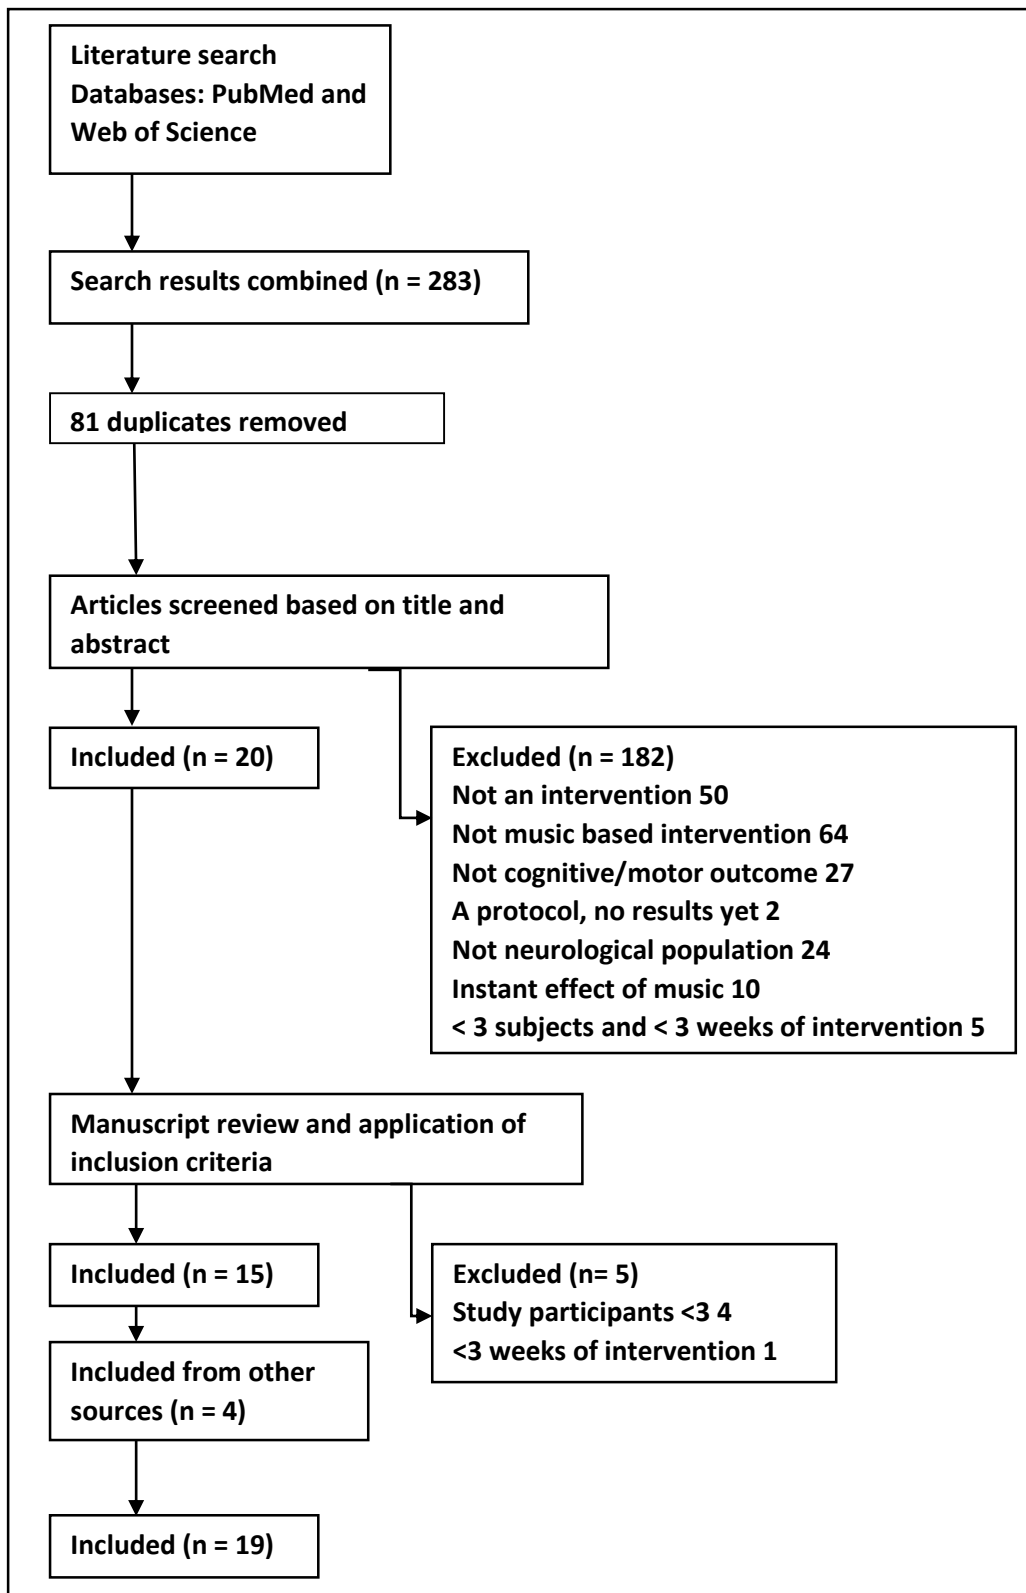 Literature search
Databases: PubMed and
Web of Science
Search results combined (n = 283)
81 duplicates removed
Articles screened based on title and
abstract
Included (n = 20)
Excluded (n = 182)
Not an intervention 50
Not music based intervention 64
Not cognitive/motor outcome 27
A protocol, no results yet 2
Not neurological population 24
Instant effect of music 10
< 3 subjects and < 3 weeks of intervention 5
Manuscript review and application of
inclusion criteria
Included (n = 15)
Excluded (n= 5)
Study participants <3 4
<3 weeks of intervention 1
Included from other
sources (n = 4)
Included (n = 19)